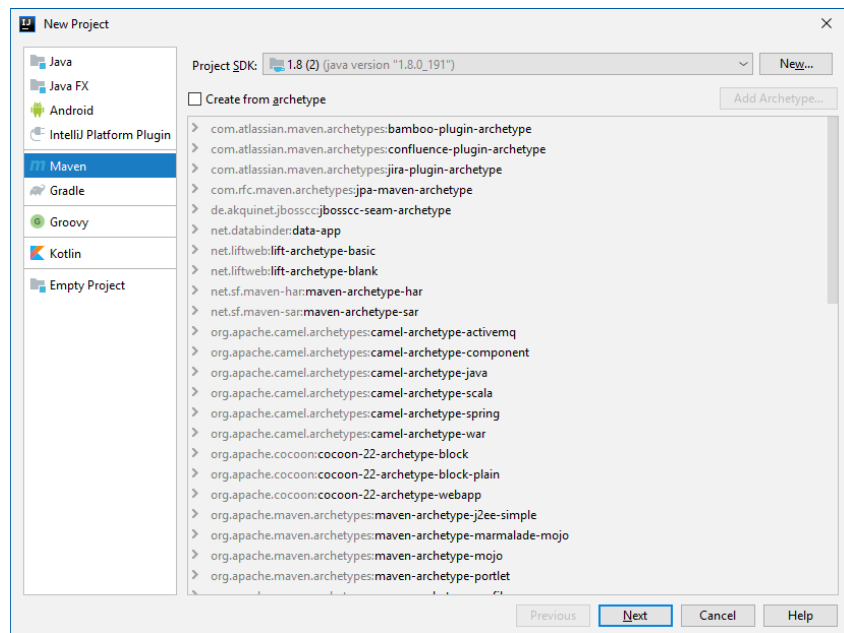 New Project
Java
Java FX
Android
IntelliJ Platform Plugin
Maven
Gradle
Groovy
Kotlin
Empty Project
Project SDK: 1.8 (2) (java version "1.8.0_191")
New...
Create from archetype
Add Archetype...
com.atlassian.maven.archetypes:bamboo-plugin-archetype
com.atlassian.maven.archetypes:confluence-plugin-archetype
com.atlassian.maven.archetypes:jira-plugin-archetype
com.rfc.maven.archetypes:jpa-maven-archetype
de.akquinet.jbosscc:jbosscc-seam-archetype
net.databinder:data-app
net.liftweb:lift-archetype-basic
net.liftweb:lift-archetype-blank
net.sf.maven-har:maven-archetype-har
net.sf.maven-sar:maven-archetype-sar
org.apache.camel.archetypes:camel-archetype-activemq
org.apache.camel.archetypes:camel-archetype-component
org.apache.camel.archetypes:camel-archetype-java
org.apache.camel.archetypes:camel-archetype-scala
org.apache.camel.archetypes:camel-archetype-spring
org.apache.camel.archetypes:camel-archetype-war
org.apache.cocoon:cocoon-22-archetype-block
org.apache.cocoon:cocoon-22-archetype-block-plain
org.apache.cocoon:cocoon-22-archetype-webapp
org.apache.maven.archetypes:maven-archetype-j2ee-simple
org.apache.maven.archetypes:maven-archetype-marmalade-mojo
org.apache.maven.archetypes:maven-archetype-mojo
org.apache.maven.archetypes:maven-archetype-portlet
Previous
Next
Cancel
Help